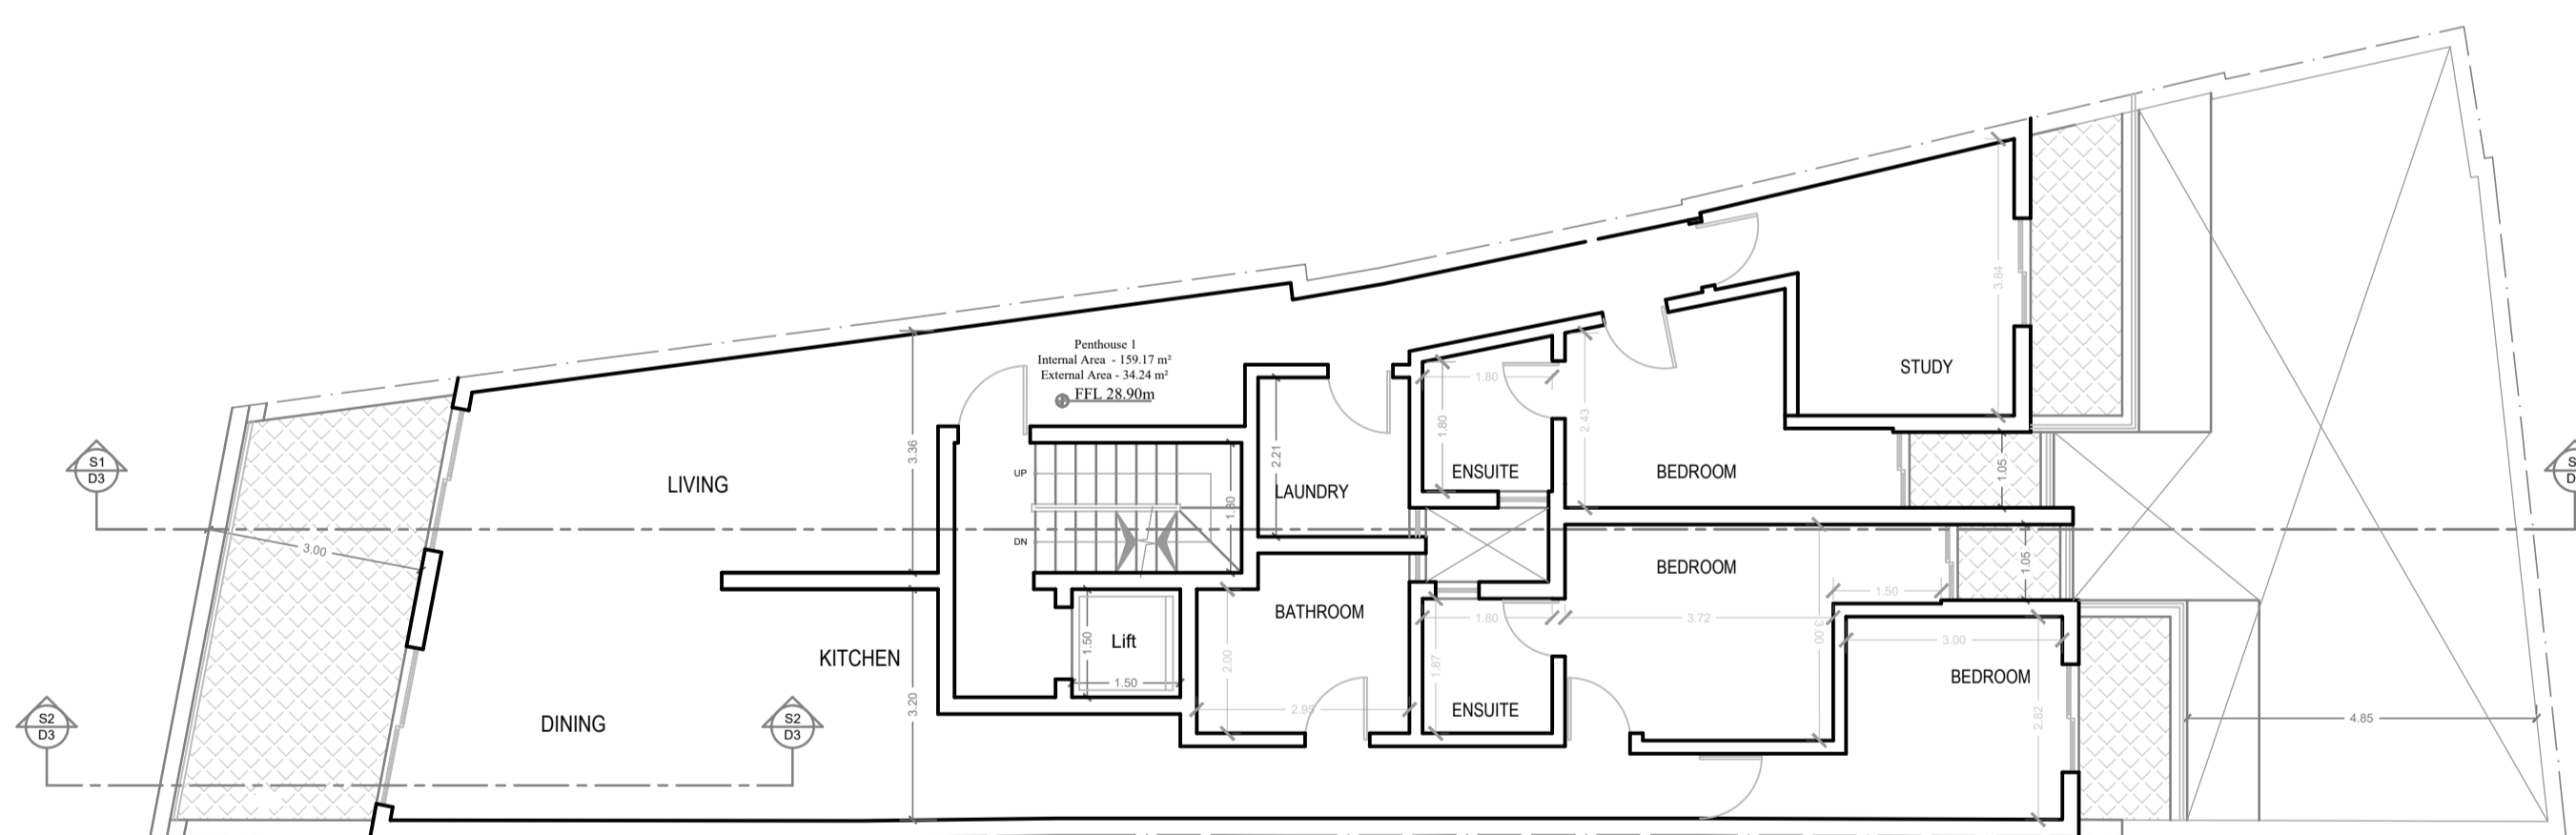 Penthouse 1
Internal Area - 159.17 m²
External Area - 34.24 m²
FFL 28.90m
S1
D3
S2
D3
S2
D3
S
D
3.00
LIVING
3.36
DINING
KITCHEN
3.20
UP
DN
1.80
Lift
1.50
1.50
LAUNDRY
2.21
BATHROOM
2.00
2.95
ENSUITE
1.80
1.80
ENSUITE
1.80
1.87
BEDROOM
2.43
1.05
STUDY
3.84
BEDROOM
3.72
3.00
1.50
1.05
BEDROOM
3.00
2.82
4.85